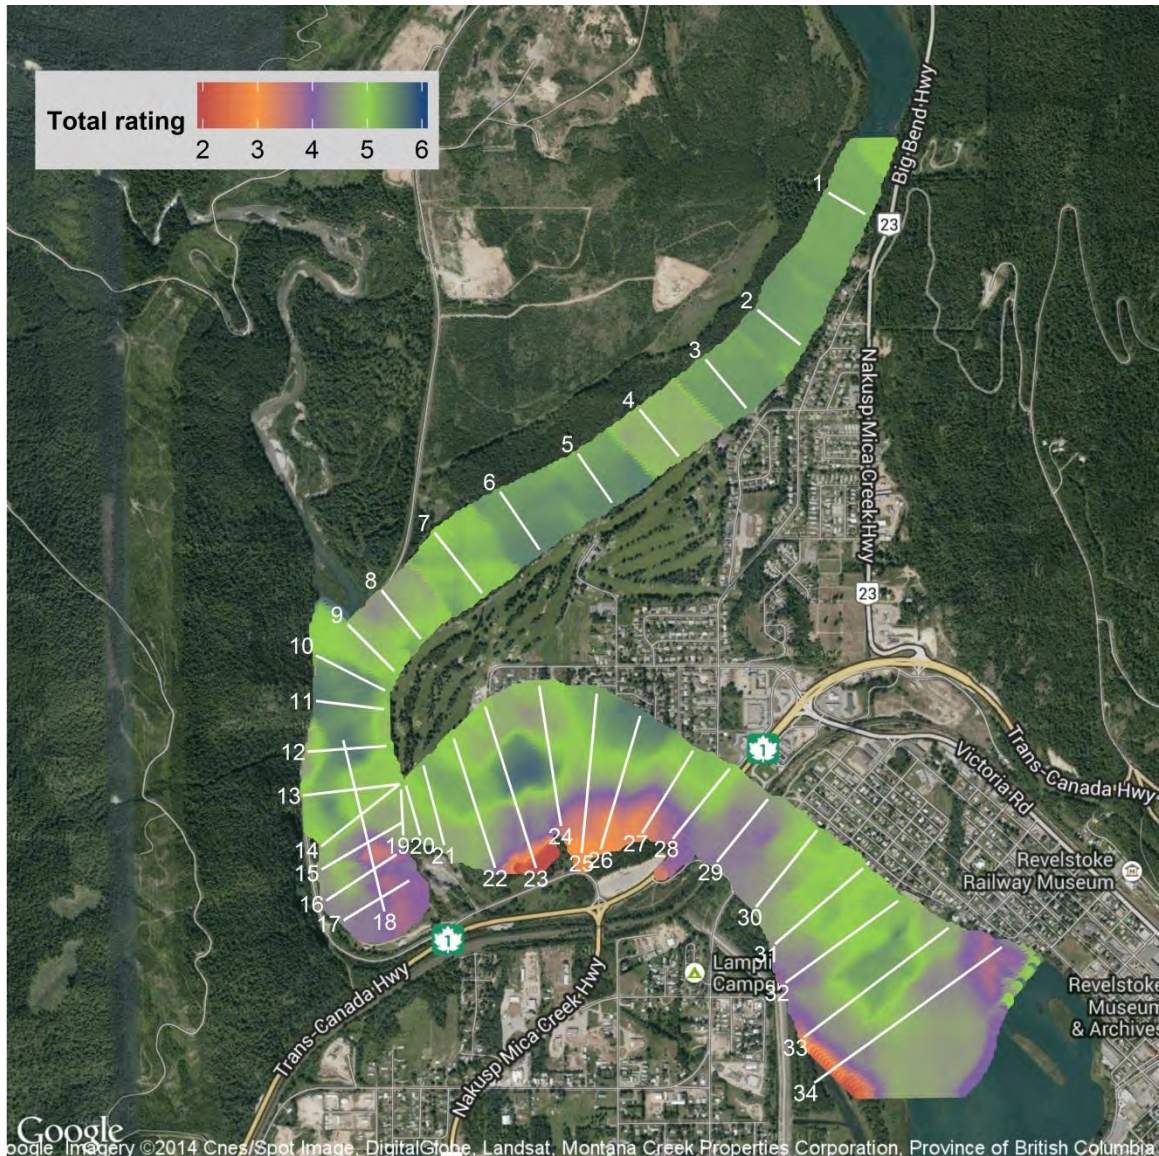 Total rating
2 3 4 5 6
Big Bend Hwy
1
23
2
Nakusp Mica Creek Hwy
3
4
5
6
7
8
23
9
10
11
Trans-Canada Hwy
1
12
Victoria Rd
13
14
19
20
21
24
27
28
15
22
23
25
26
29
Revelstoke
Railway Museum
16
17
18
30
1
31
Trans-Canada Hwy
Nakusp Mica Creek Hwy
Campe
32
Revelstoke
Museum
& Archives
33
34
Google
©2014 Cnes/Spot Image, DigitalGlobe, Landsat, Montana Creek Properties Corporation, Province of British Columbia